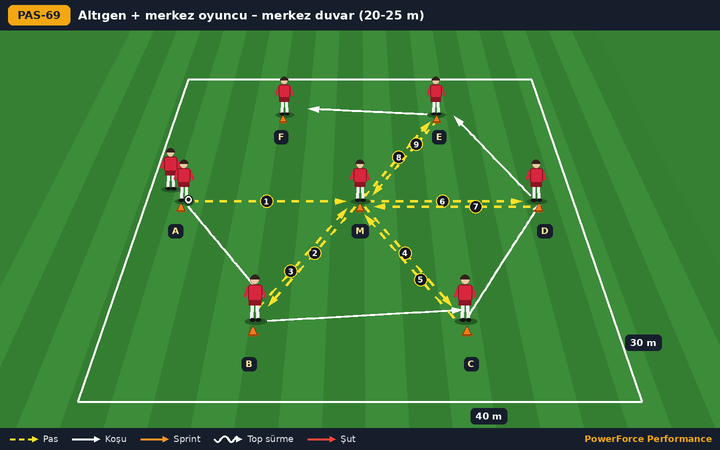 PAS-69 Altıgen + merkez oyuncu – merkez duvar (20-25 m)
F
E
9
8
1
6
7
A
M
D
2
4
3
5
30 m
B
C
40 m
Pas
Koşu
Sprint
Top sürme
Şut
PowerForce Performance